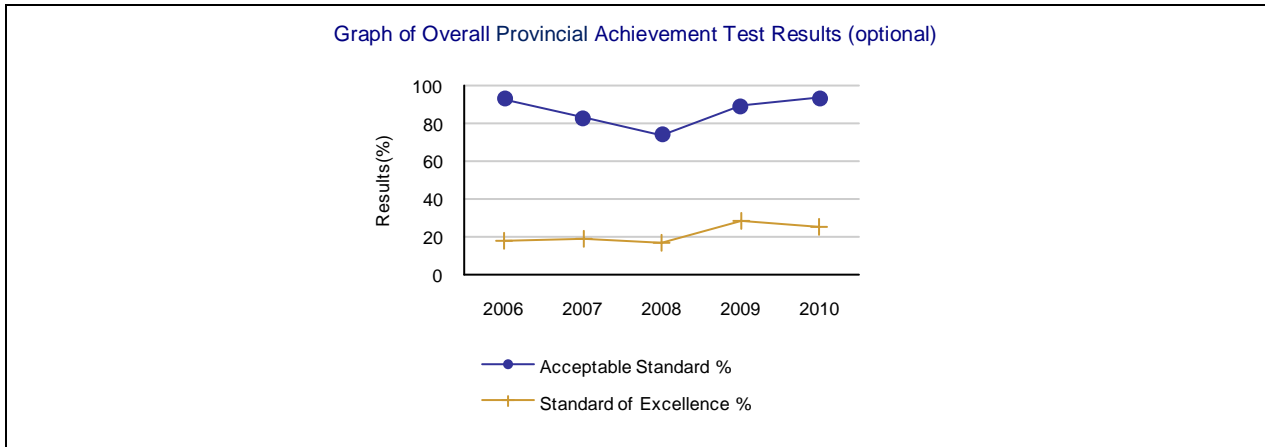 Graph of Overall Provincial Achievement Test Results (optional)
100
80
60
40
20
0
Results(%)
2006 2007 2008 2009 2010
Acceptable Standard %
Standard of Excellence %